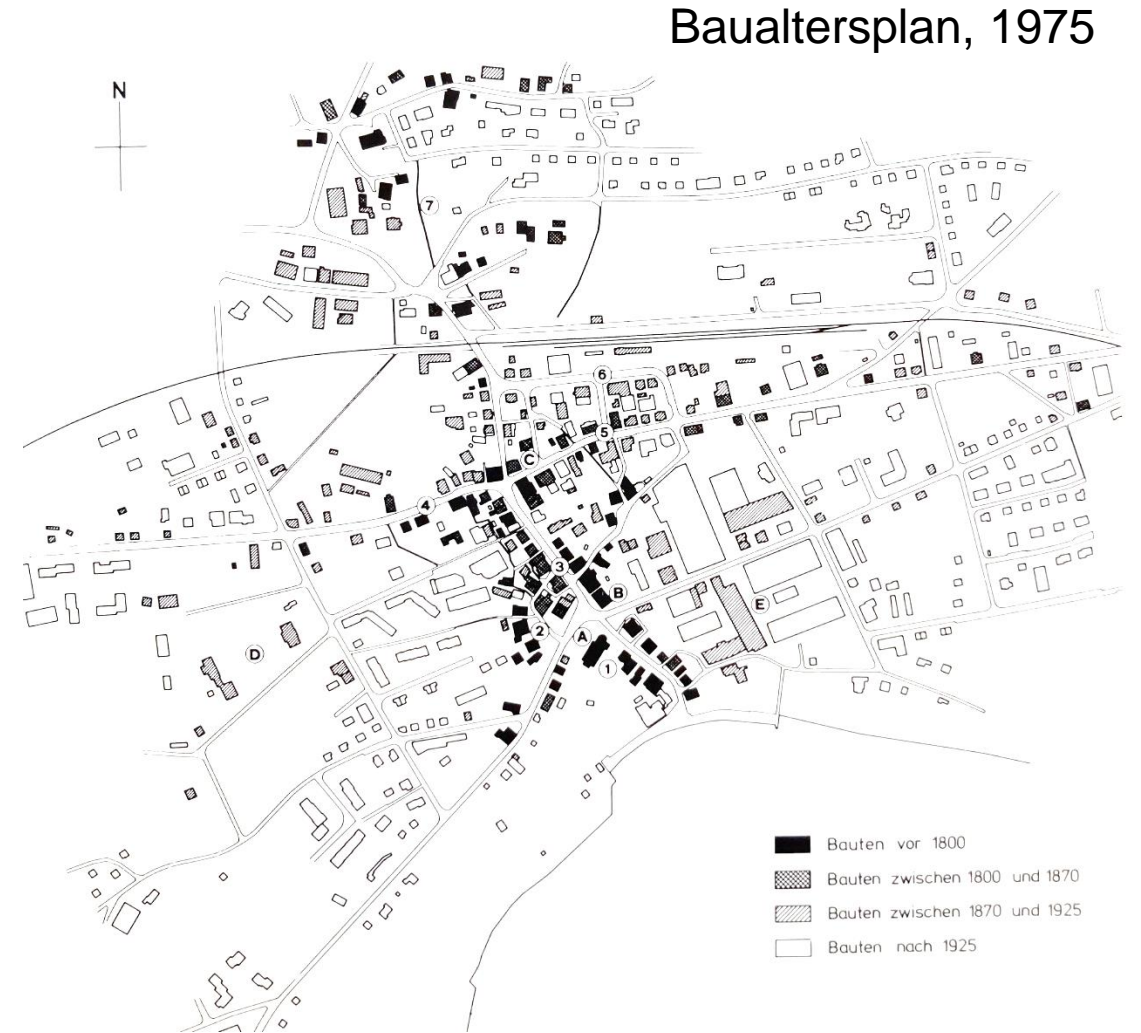 Baualtersplan, 1975
N
7
6
5
C
4
3
B
E
2
A
1
D
Bauten vor 1800
Bauten zwischen 1800 und 1870
Bauten zwischen 1870 und 1925
Bauten nach 1925